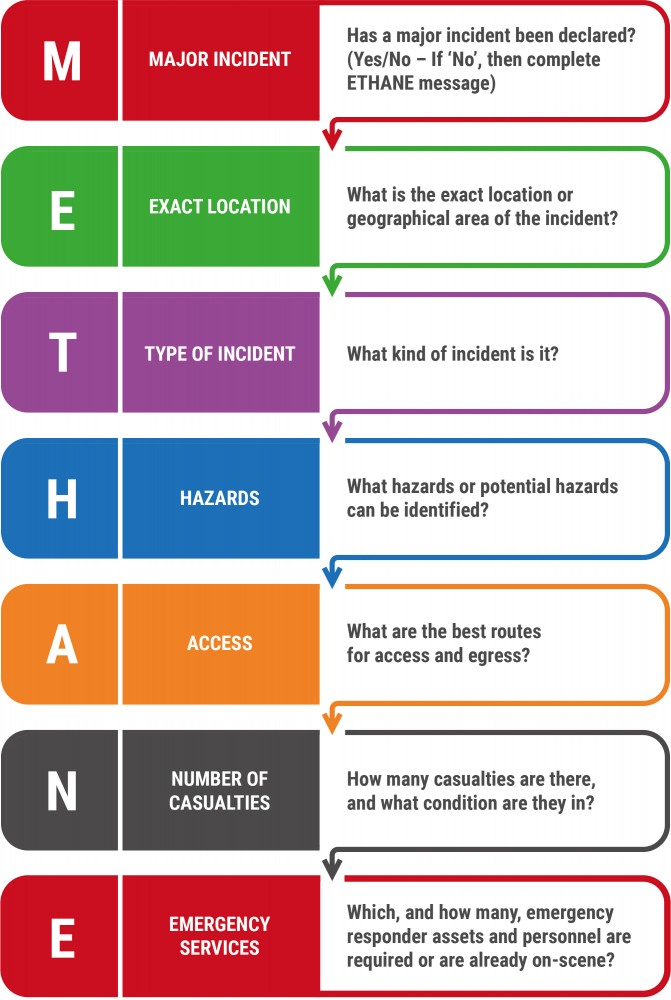 M
MAJOR INCIDENT
Has a major incident been declared?
(Yes/No – If ‘No’, then complete
ETHANE message)
E
EXACT LOCATION
What is the exact location or
geographical area of the incident?
T
TYPE OF INCIDENT
What kind of incident is it?
H
HAZARDS
What hazards or potential hazards
can be identified?
A
ACCESS
What are the best routes
for access and egress?
N
NUMBER OF
CASUALTIES
How many casualties are there,
and what condition are they in?
E
EMERGENCY
SERVICES
Which, and how many, emergency
responder assets and personnel are
required or are already on-scene?